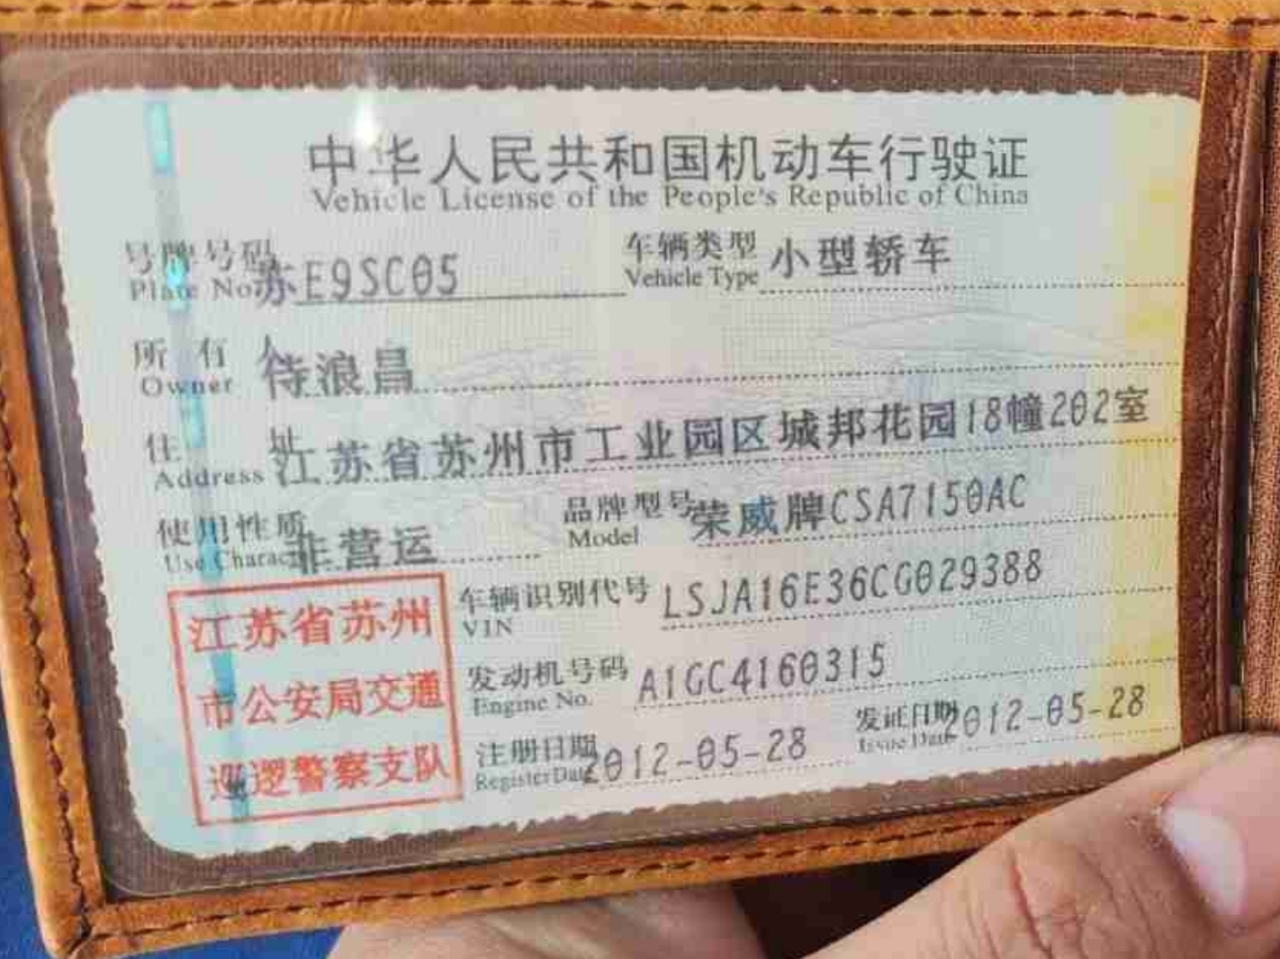 中华人民共和国机动车行驶证
Vehicle License of the People's Republic of China
号牌号码 苏E9SC05 车辆类型 小型轿车
Plate No. Vehicle Type
所有人 待浪昌
Owner
住址 江苏省苏州市工业园区城邦花园18幢202室
Address
使用性质 非营运 品牌型号 荣威牌CSA7150AC
Use Charac Model
江苏省苏州
市公安局交通
巡逻警察支队
车辆识别代号 LSJA16E36CG029388
VIN
发动机号码 A1GC4160315
Engine No.
注册日期 2012-05-28 发证日期 2012-05-28
Register Date Issue Date